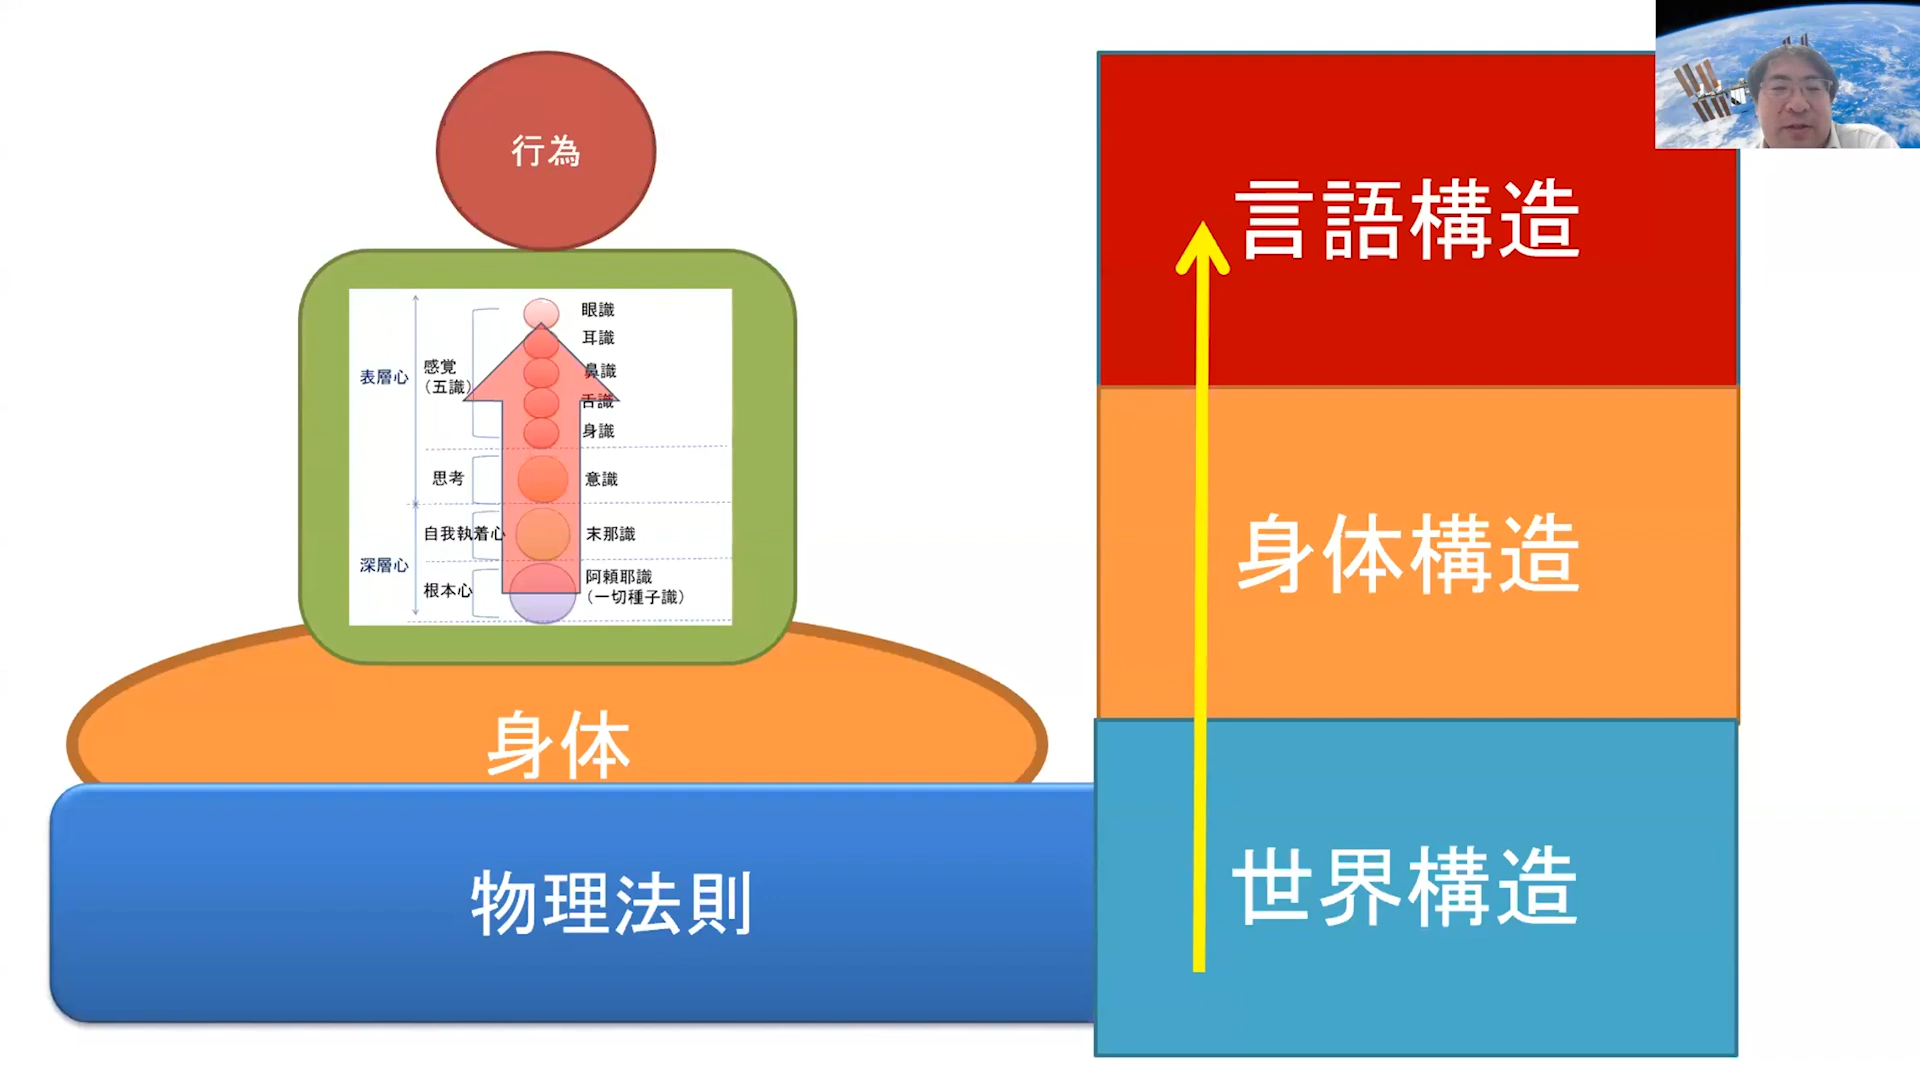 行為
表層心
感覚
(五識)
眼識
耳識
鼻識
舌識
身識
思考
意識
自我執着心
末那識
深層心
根本心
阿頼耶識
(一切種子識)
身体
物理法則
言語構造
身体構造
世界構造